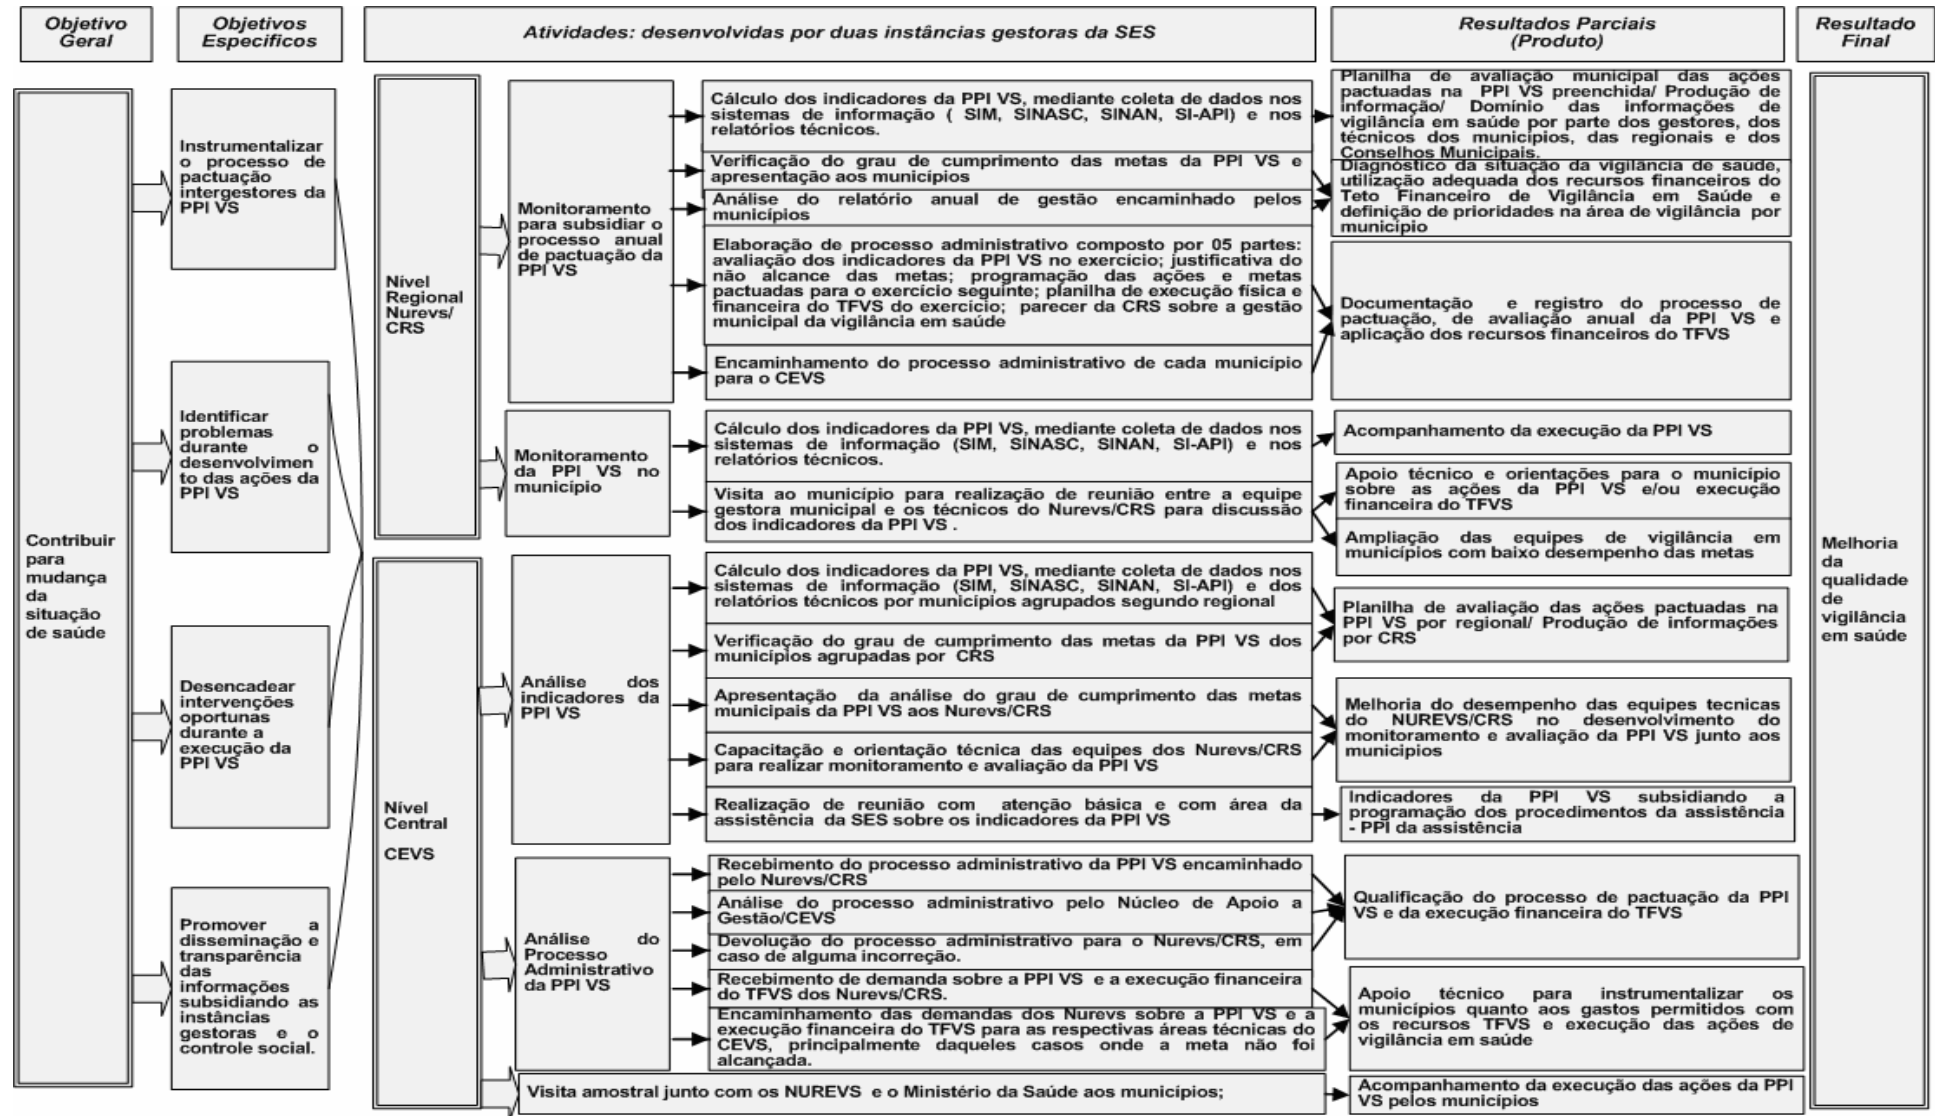 Objetivo
Geral
Objetivos
Específicos
Atividades: desenvolvidas por duas instâncias gestoras da SES
Resultados Parciais
(Produto)
Resultado
Final
Contribuir
para
mudança
da
situação
de saúde
Instrumentalizar
o processo de
pactuação
intergestores da
PPI VS
Identificar
problemas
durante o
desenvolvimen
to das ações da
PPI VS
Desencadear
intervenções
oportunas
durante a
execução da
PPI VS
Promover a
disseminação e
transparência
das
informações
subsidiando as
instâncias
gestoras e o
controle social.
Nível
Regional
Nurevs/
CRS
Monitoramento
para subsidiar o
processo anual
de pactuação da
PPI VS
Cálculo dos indicadores da PPI VS, mediante coleta de dados nos
sistemas de informação ( SIM, SINASC, SINAN, SI-API) e nos
relatórios técnicos.
Verificação do grau de cumprimento das metas da PPI VS e
apresentação aos municípios
Análise do relatório anual de gestão encaminhado pelos
municípios
Elaboração de processo administrativo composto por 05 partes:
avaliação dos indicadores da PPI VS no exercício; justificativa do
não alcance das metas; programação das ações e metas
pactuadas para o exercício seguinte; planilha de execução física e
financeira do TFVS do exercício; parecer da CRS sobre a gestão
municipal da vigilância em saúde
Encaminhamento do processo administrativo de cada município
para o CEVS
Planilha de avaliação municipal das ações
pactuadas na PPI VS preenchida/ Produção de
informação/ Domínio das informações de
vigilância em saúde por parte dos gestores, dos
técnicos dos municípios, das regionais e dos
Conselhos Municipais.
Diagnóstico da situação da vigilância de saúde,
utilização adequada dos recursos financeiros do
Teto Financeiro de Vigilância em Saúde e
definição de prioridades na área de vigilância por
município
Documentação e registro do processo de
pactuação, de avaliação anual da PPI VS e
aplicação dos recursos financeiros do TFVS
Monitoramento
da PPI VS no
município
Cálculo dos indicadores da PPI VS, mediante coleta de dados nos
sistemas de informação (SIM, SINASC, SINAN, SI-API) e nos
relatórios técnicos.
Visita ao município para realização de reunião entre a equipe
gestora municipal e os técnicos do Nurevs/CRS para discussão
dos indicadores da PPI VS .
Acompanhamento da execução da PPI VS
Apoio técnico e orientações para o município
sobre as ações da PPI VS e/ou execução
financeira do TFVS
Ampliação das equipes de vigilância em
municípios com baixo desempenho das metas
Nível
Central
CEVS
Análise dos
indicadores da
PPI VS
Cálculo dos indicadores da PPI VS, mediante coleta de dados nos
sistemas de informação (SIM, SINASC, SINAN, SI-API) e dos
relatórios técnicos por municípios agrupados segundo regional
Verificação do grau de cumprimento das metas da PPI VS dos
municípios agrupadas por CRS
Apresentação da análise do grau de cumprimento das metas
municipais da PPI VS aos Nurevs/CRS
Capacitação e orientação técnica das equipes dos Nurevs/CRS
para realizar monitoramento e avaliação da PPI VS
Realização de reunião com atenção básica e com área da
assistência da SES sobre os indicadores da PPI VS
Planilha de avaliação das ações pactuadas na
PPI VS por regional/ Produção de informações
por CRS
Melhoria do desempenho das equipes tecnicas
do NUREVS/CRS no desenvolvimento do
monitoramento e avaliação da PPI VS junto aos
municipios
Indicadores da PPI VS subsidiando a
programação dos procedimentos da assistência
- PPI da assistência
Análise do
Processo
Administrativo
da PPI VS
Recebimento do processo administrativo da PPI VS encaminhado
pelo Nurevs/CRS
Análise do processo administrativo pelo Núcleo de Apoio a
Gestão/CEVS
Devolução do processo administrativo para o Nurevs/CRS, em
caso de alguma incorreção.
Recebimento de demanda sobre a PPI VS e a execução financeira
do TFVS dos Nurevs/CRS.
Encaminhamento das demandas dos Nurevs sobre a PPI VS e a
execução financeira do TFVS para as respectivas áreas técnicas do
CEVS, principalmente daqueles casos onde a meta não foi
alcançada.
Qualificação do processo de pactuação da PPI
VS e da execução financeira do TFVS
Apoio técnico para instrumentalizar os
municípios quanto aos gastos permitidos com
os recursos TFVS e execução das ações de
vigilância em saúde
Visita amostral junto com os NUREVS e o Ministério da Saúde aos municípios;
Acompanhamento da execução das ações da PPI
VS pelos municípios
Melhoria
da
qualidade
de
vigilância
em saúde